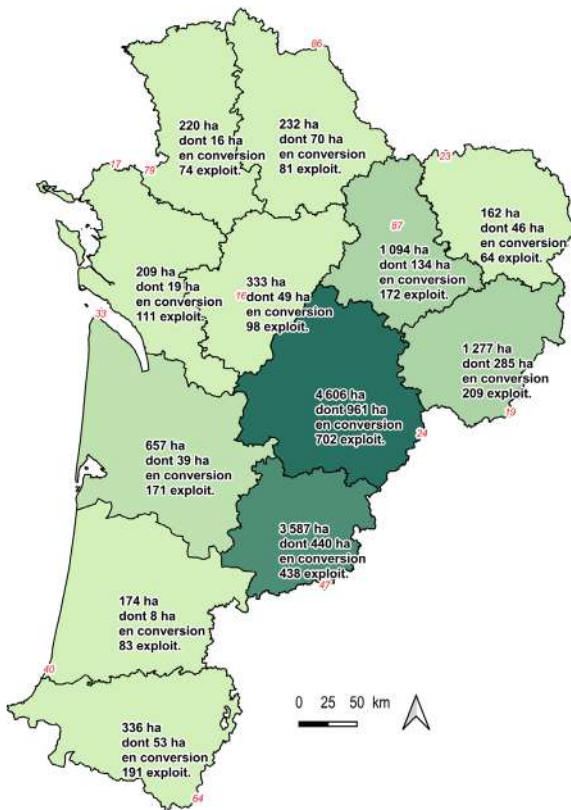 86
220 ha
dont 16 ha
en conversion
74 exploit.
232 ha
dont 70 ha
en conversion
81 exploit.
17
79
23
162 ha
dont 46 ha
en conversion
64 exploit.
87
1 094 ha
dont 134 ha
en conversion
172 exploit.
209 ha
dont 19 ha
en conversion
111 exploit.
16
333 ha
dont 49 ha
en conversion
98 exploit.
33
1 277 ha
dont 285 ha
en conversion
209 exploit.
19
4 606 ha
dont 961 ha
en conversion
702 exploit.
24
657 ha
dont 39 ha
en conversion
171 exploit.
3 587 ha
dont 440 ha
en conversion
438 exploit.
47
174 ha
dont 8 ha
en conversion
83 exploit.
40
0 25 50 km
336 ha
dont 53 ha
en conversion
191 exploit.
64